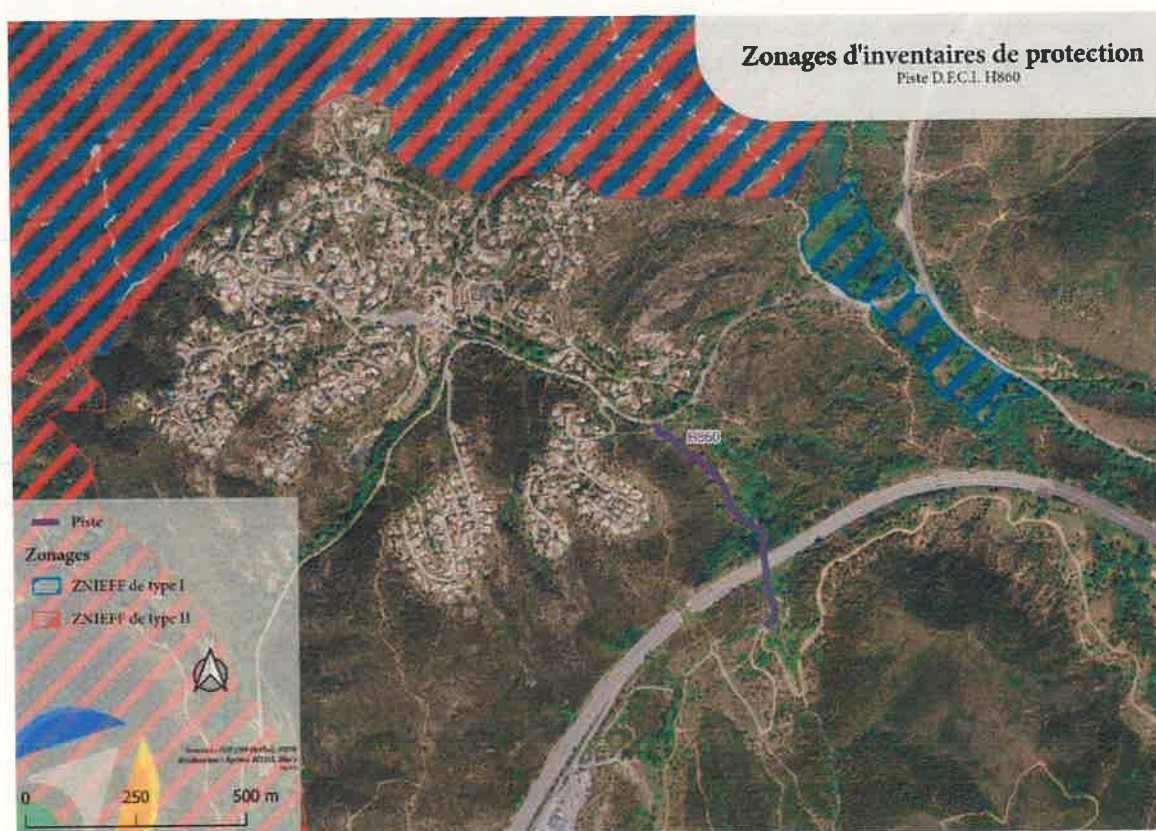 Zonages d'inventaires de protection
Piste D.F.C.I. H860
H860
Piste
Zonages
ZNIEFF de type I
ZNIEFF de type II
0 250 500 m